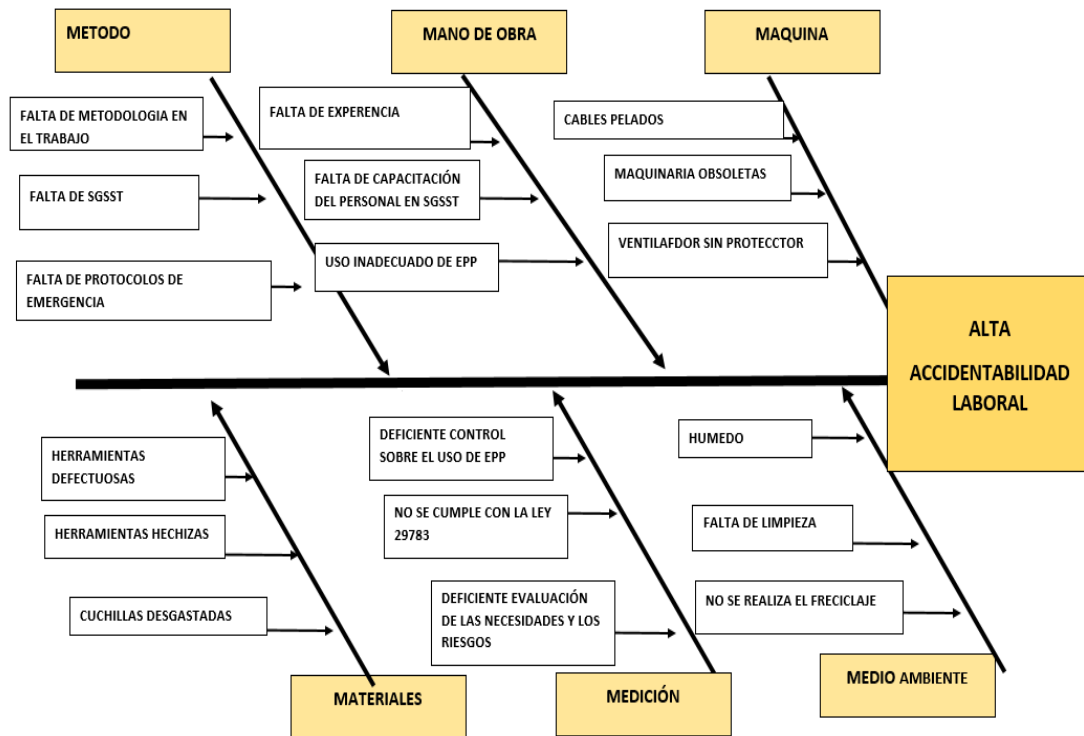 METODO
MANO DE OBRA
MAQUINA
FALTA DE METODOLOGIA EN
EL TRABAJO
FALTA DE SGSST
FALTA DE PROTOCOLOS DE
EMERGENCIA
FALTA DE EXPERENCIA
FALTA DE CAPACITACIÓN
DEL PERSONAL EN SGSST
USO INADECUADO DE EPP
CABLES PELADOS
MAQUINARIA OBSOLETAS
VENTILAFDOR SIN PROTECCTOR
ALTA
ACCIDENTABILIDAD
LABORAL
HERRAMIENTAS
DEFECTUOSAS
HERRAMIENTAS HECHIZAS
CUCHILLAS DESGASTADAS
DEFICIENTE CONTROL
SOBRE EL USO DE EPP
NO SE CUMPLE CON LA LEY
29783
DEFICIENTE EVALUACIÓN
DE LAS NECESIDADES Y LOS
RIESGOS
HUMEDO
FALTA DE LIMPIEZA
NO SE REALIZA EL FRECICLAJE
MATERIALES
MEDICIÓN
MEDIO AMBIENTE